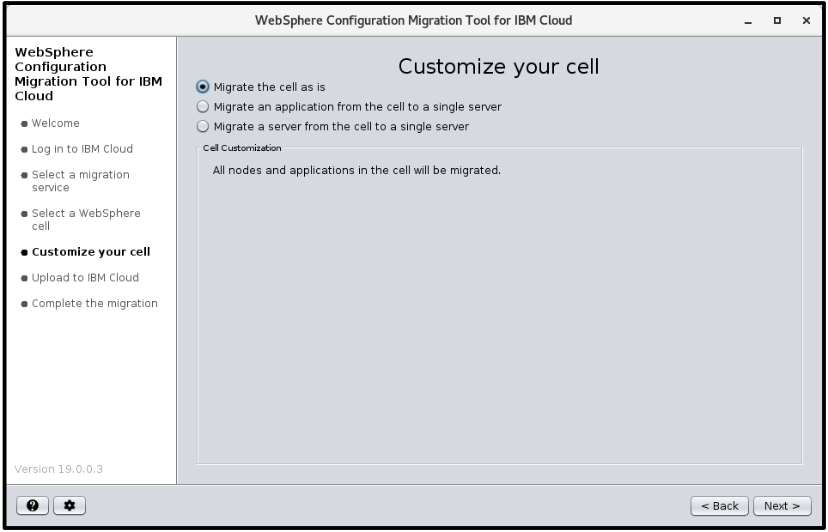 WebSphere Configuration Migration Tool for IBM Cloud
WebSphere
Configuration
Migration Tool for IBM
Cloud
Welcome
Log in to IBM Cloud
Select a migration
service
Select a WebSphere
cell
Customize your cell
Upload to IBM Cloud
Complete the migration
Version 19.0.0.3
Customize your cell
Migrate the cell as is
Migrate an application from the cell to a single server
Migrate a server from the cell to a single server
Cell Customization
All nodes and applications in the cell will be migrated.
?
< Back
Next >